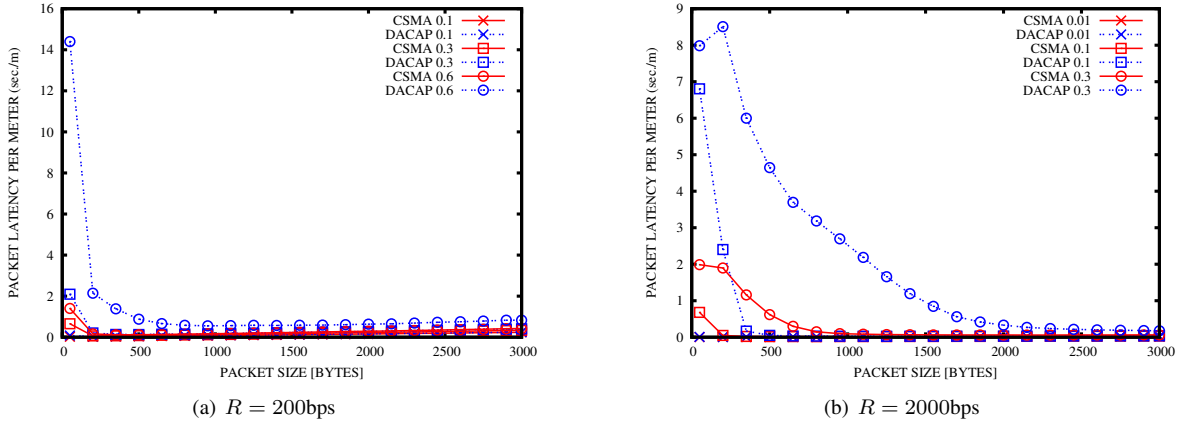 16
14
12
10
8
6
4
2
0
PACKET LATENCY PER METER (sec./m)
CSMA 0.1
DACAP 0.1
CSMA 0.3
DACAP 0.3
CSMA 0.6
DACAP 0.6
0 500 1000 1500 2000 2500 3000
PACKET SIZE [BYTES]
(a) R = 200bps
9
8
7
6
5
4
3
2
1
0
PACKET LATENCY PER METER (sec./m)
CSMA 0.01
DACAP 0.01
CSMA 0.1
DACAP 0.1
CSMA 0.3
DACAP 0.3
0 500 1000 1500 2000 2500 3000
PACKET SIZE [BYTES]
(b) R = 2000bps